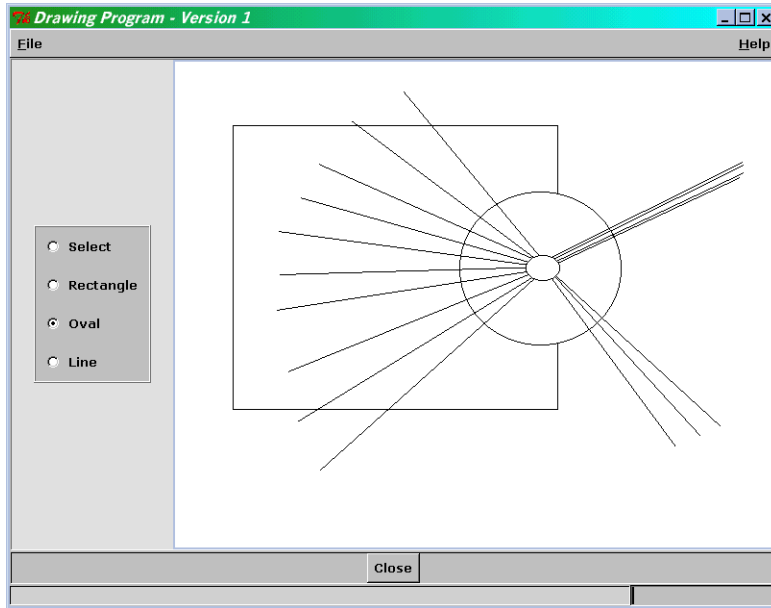 Drawing Program - Version 1
File Help
Select
Rectangle
Oval
Line
Close